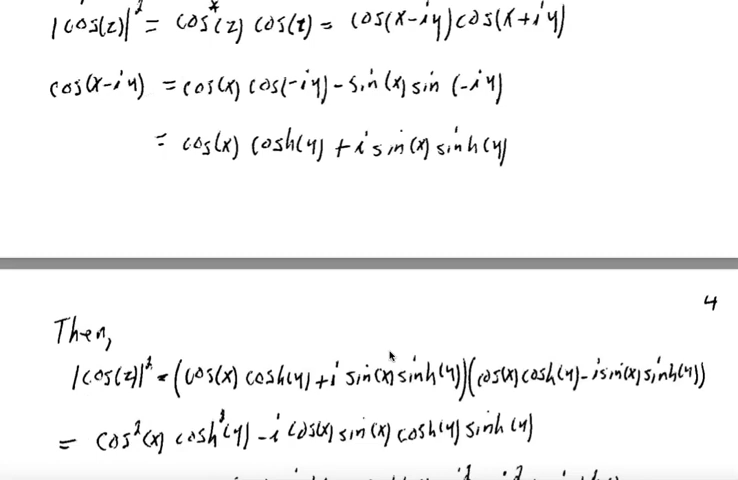 |cos(z)|² = cos*(z) cos(z) = cos(x-iy) cos(x+iy)
cos(x-iy) = cos(x) cos(-iy) - sin(x) sin(-iy)
= cos(x) cosh(y) + i sin(x) sinh(y)
4
Then,
|cos(z)|² = (cos(x) cosh(y) + i sin(x) sinh(y))(cos(x) cosh(y) - i sin(x) sinh(y))
= cos²(x) cosh²(y) - i cos(x) sin(x) cosh(y) sinh(y)